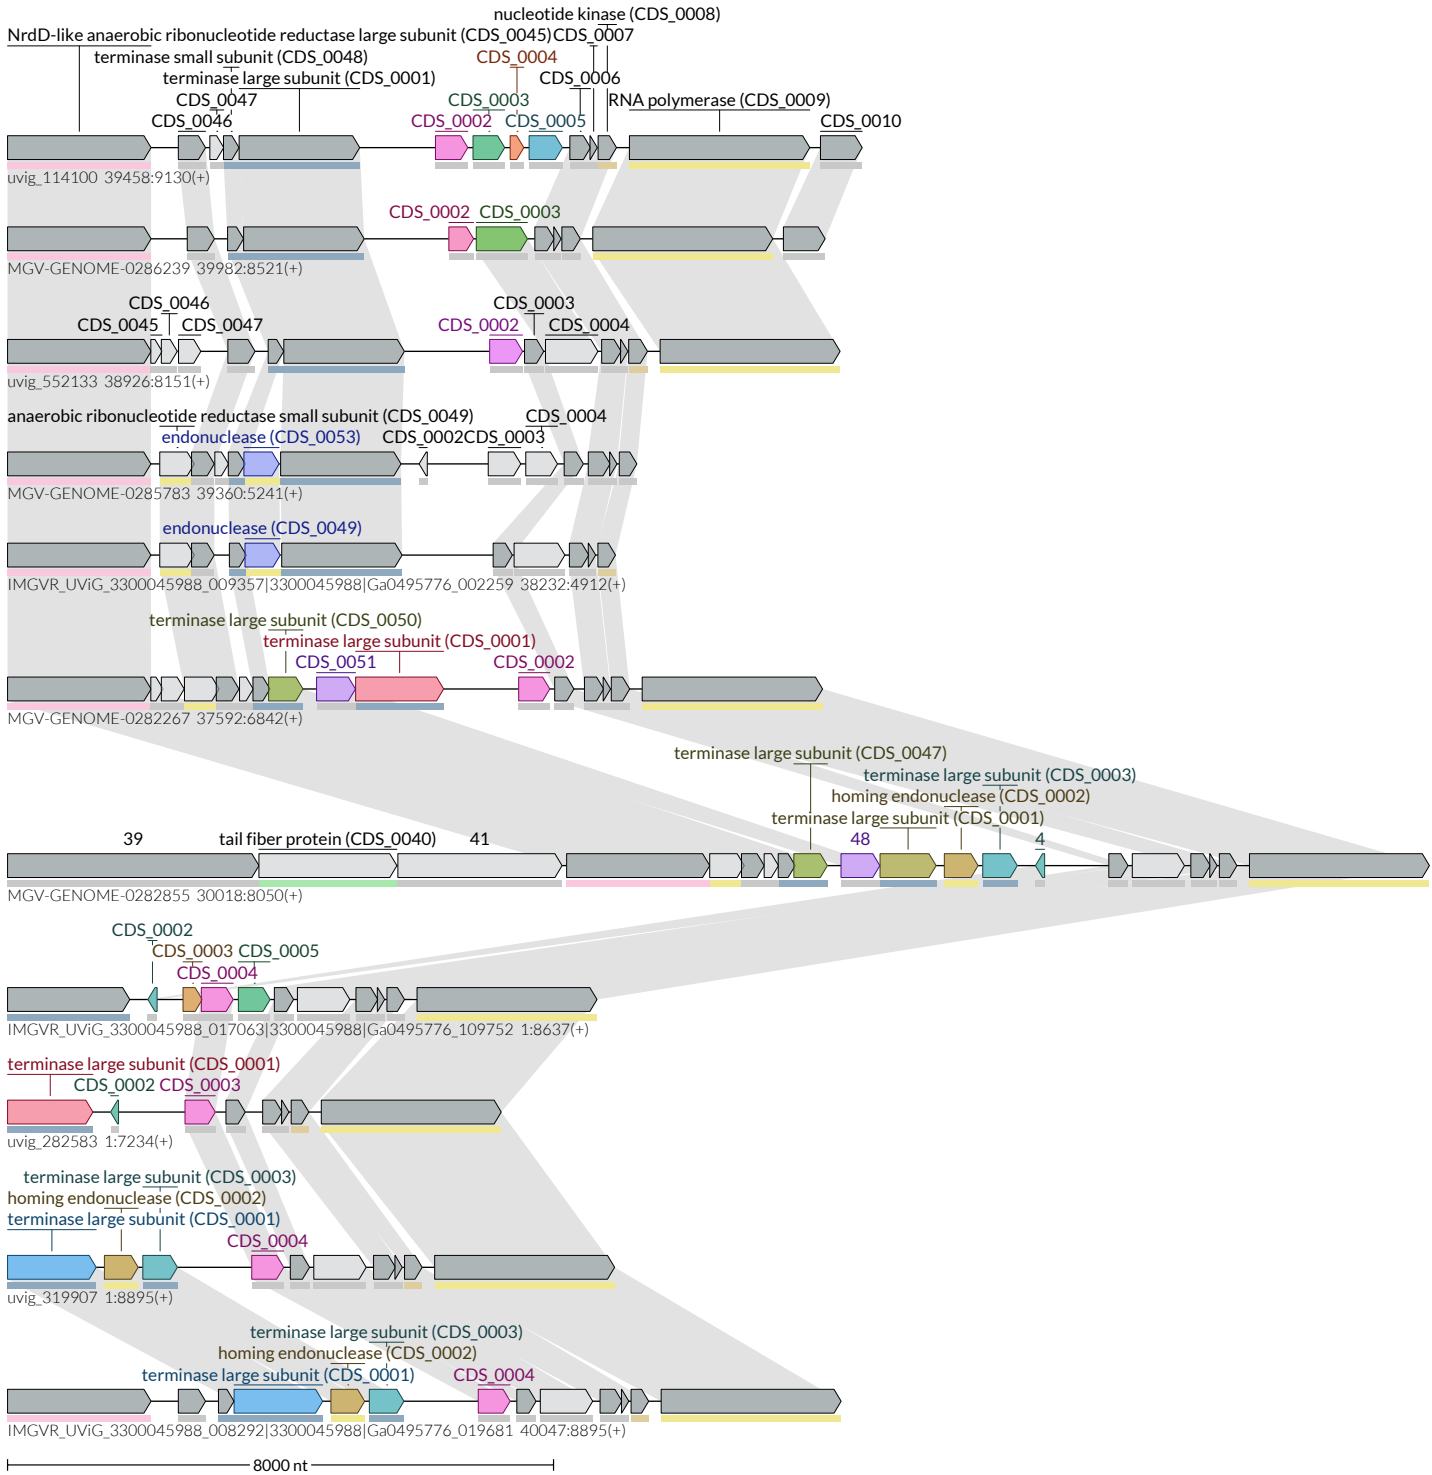 nucleotide kinase (CDS_0008)
NrdD-like anaerobic ribonucleotide reductase large subunit (CDS_0045) CDS_0007
terminase small subunit (CDS_0048) CDS_0004
terminase large subunit (CDS_0001) CDS_0006
CDS_0047 CDS_0003 RNA polymerase (CDS_0009)
CDS_0046 CDS_0002 CDS_0005 CDS_0010
uvig_114100 39458:9130(+)
CDS_0002 CDS_0003
MGV-GENOME-0286239 39982:8521(+)
CDS_0046 CDS_0003
CDS_0045 CDS_0047 CDS_0002 CDS_0004
uvig_552133 38926:8151(+)
anaerobic ribonucleotide reductase small subunit (CDS_0049) CDS_0004
endonuclease (CDS_0053) CDS_0002 CDS_0003
MGV-GENOME-0285783 39360:5241(+)
endonuclease (CDS_0049)
IMGVR_UViG_3300045988_009357|3300045988|Ga0495776_002259 38232:4912(+)
terminase large subunit (CDS_0050)
terminase large subunit (CDS_0001)
CDS_0051 CDS_0002
MGV-GENOME-0282267 37592:6842(+)
terminase large subunit (CDS_0047)
terminase large subunit (CDS_0003)
homing endonuclease (CDS_0002)
terminase large subunit (CDS_0001)
39 tail fiber protein (CDS_0040) 41 48 4
MGV-GENOME-0282855 30018:8050(+)
CDS_0002
CDS_0003 CDS_0005
CDS_0004
IMGVR_UViG_3300045988_017063|3300045988|Ga0495776_109752 1:8637(+)
terminase large subunit (CDS_0001)
CDS_0002 CDS_0003
uvig_282583 1:7234(+)
terminase large subunit (CDS_0003)
homing endonuclease (CDS_0002)
terminase large subunit (CDS_0001)
CDS_0004
uvig_319907 1:8895(+)
terminase large subunit (CDS_0003)
homing endonuclease (CDS_0002)
terminase large subunit (CDS_0001) CDS_0004
IMGVR_UViG_3300045988_008292|3300045988|Ga0495776_019681 40047:8895(+)
8000 nt